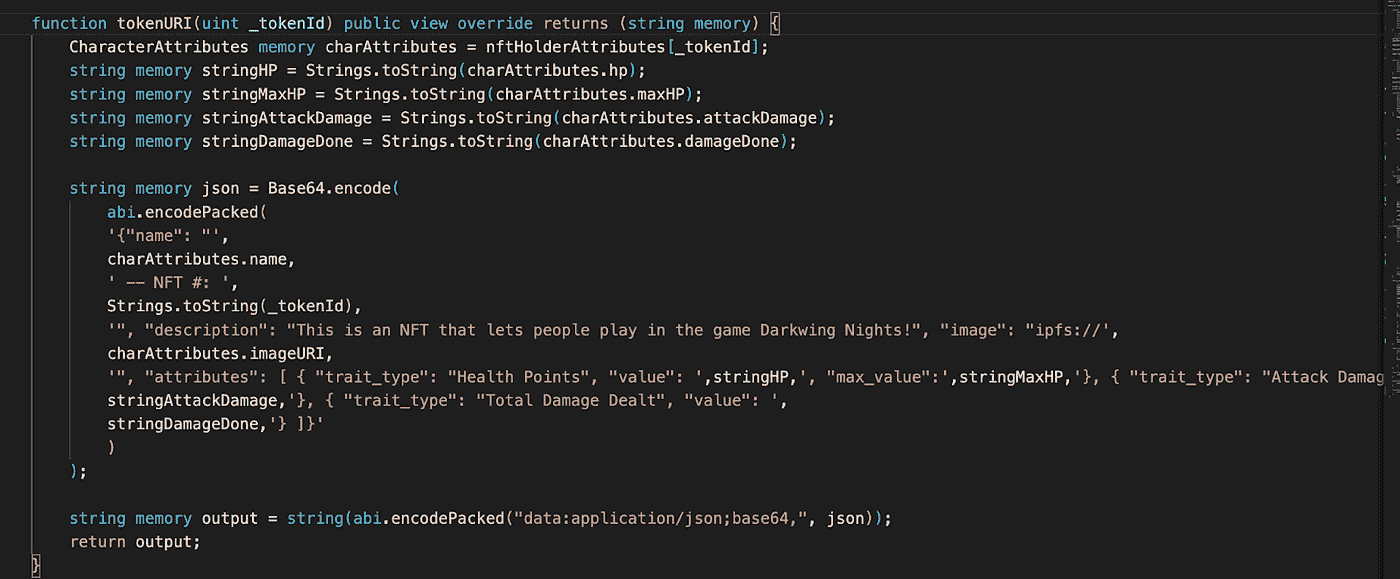 function tokenURI(uint _tokenId) public view override returns (string memory) {
    CharacterAttributes memory charAttributes = nftHolderAttributes[_tokenId];
    string memory stringHP = Strings.toString(charAttributes.hp);
    string memory stringMaxHP = Strings.toString(charAttributes.maxHP);
    string memory stringAttackDamage = Strings.toString(charAttributes.attackDamage);
    string memory stringDamageDone = Strings.toString(charAttributes.damageDone);
    string memory json = Base64.encode(
        abi.encodePacked(
        '{"name": "',
        charAttributes.name,
        ' -- NFT #: ',
        Strings.toString(_tokenId),
        '", "description": "This is an NFT that lets people play in the game Darkwing Nights!", "image": "ipfs://',
        charAttributes.imageURI,
        '", "attributes": [ { "trait_type": "Health Points", "value": ',stringHP,', "max_value":',stringMaxHP,'}, { "trait_type": "Attack Damag
        stringAttackDamage,'}, { "trait_type": "Total Damage Dealt", "value": ',
        stringDamageDone,'} ]}'
        )
    );
    string memory output = string(abi.encodePacked("data:application/json;base64,", json));
    return output;
}